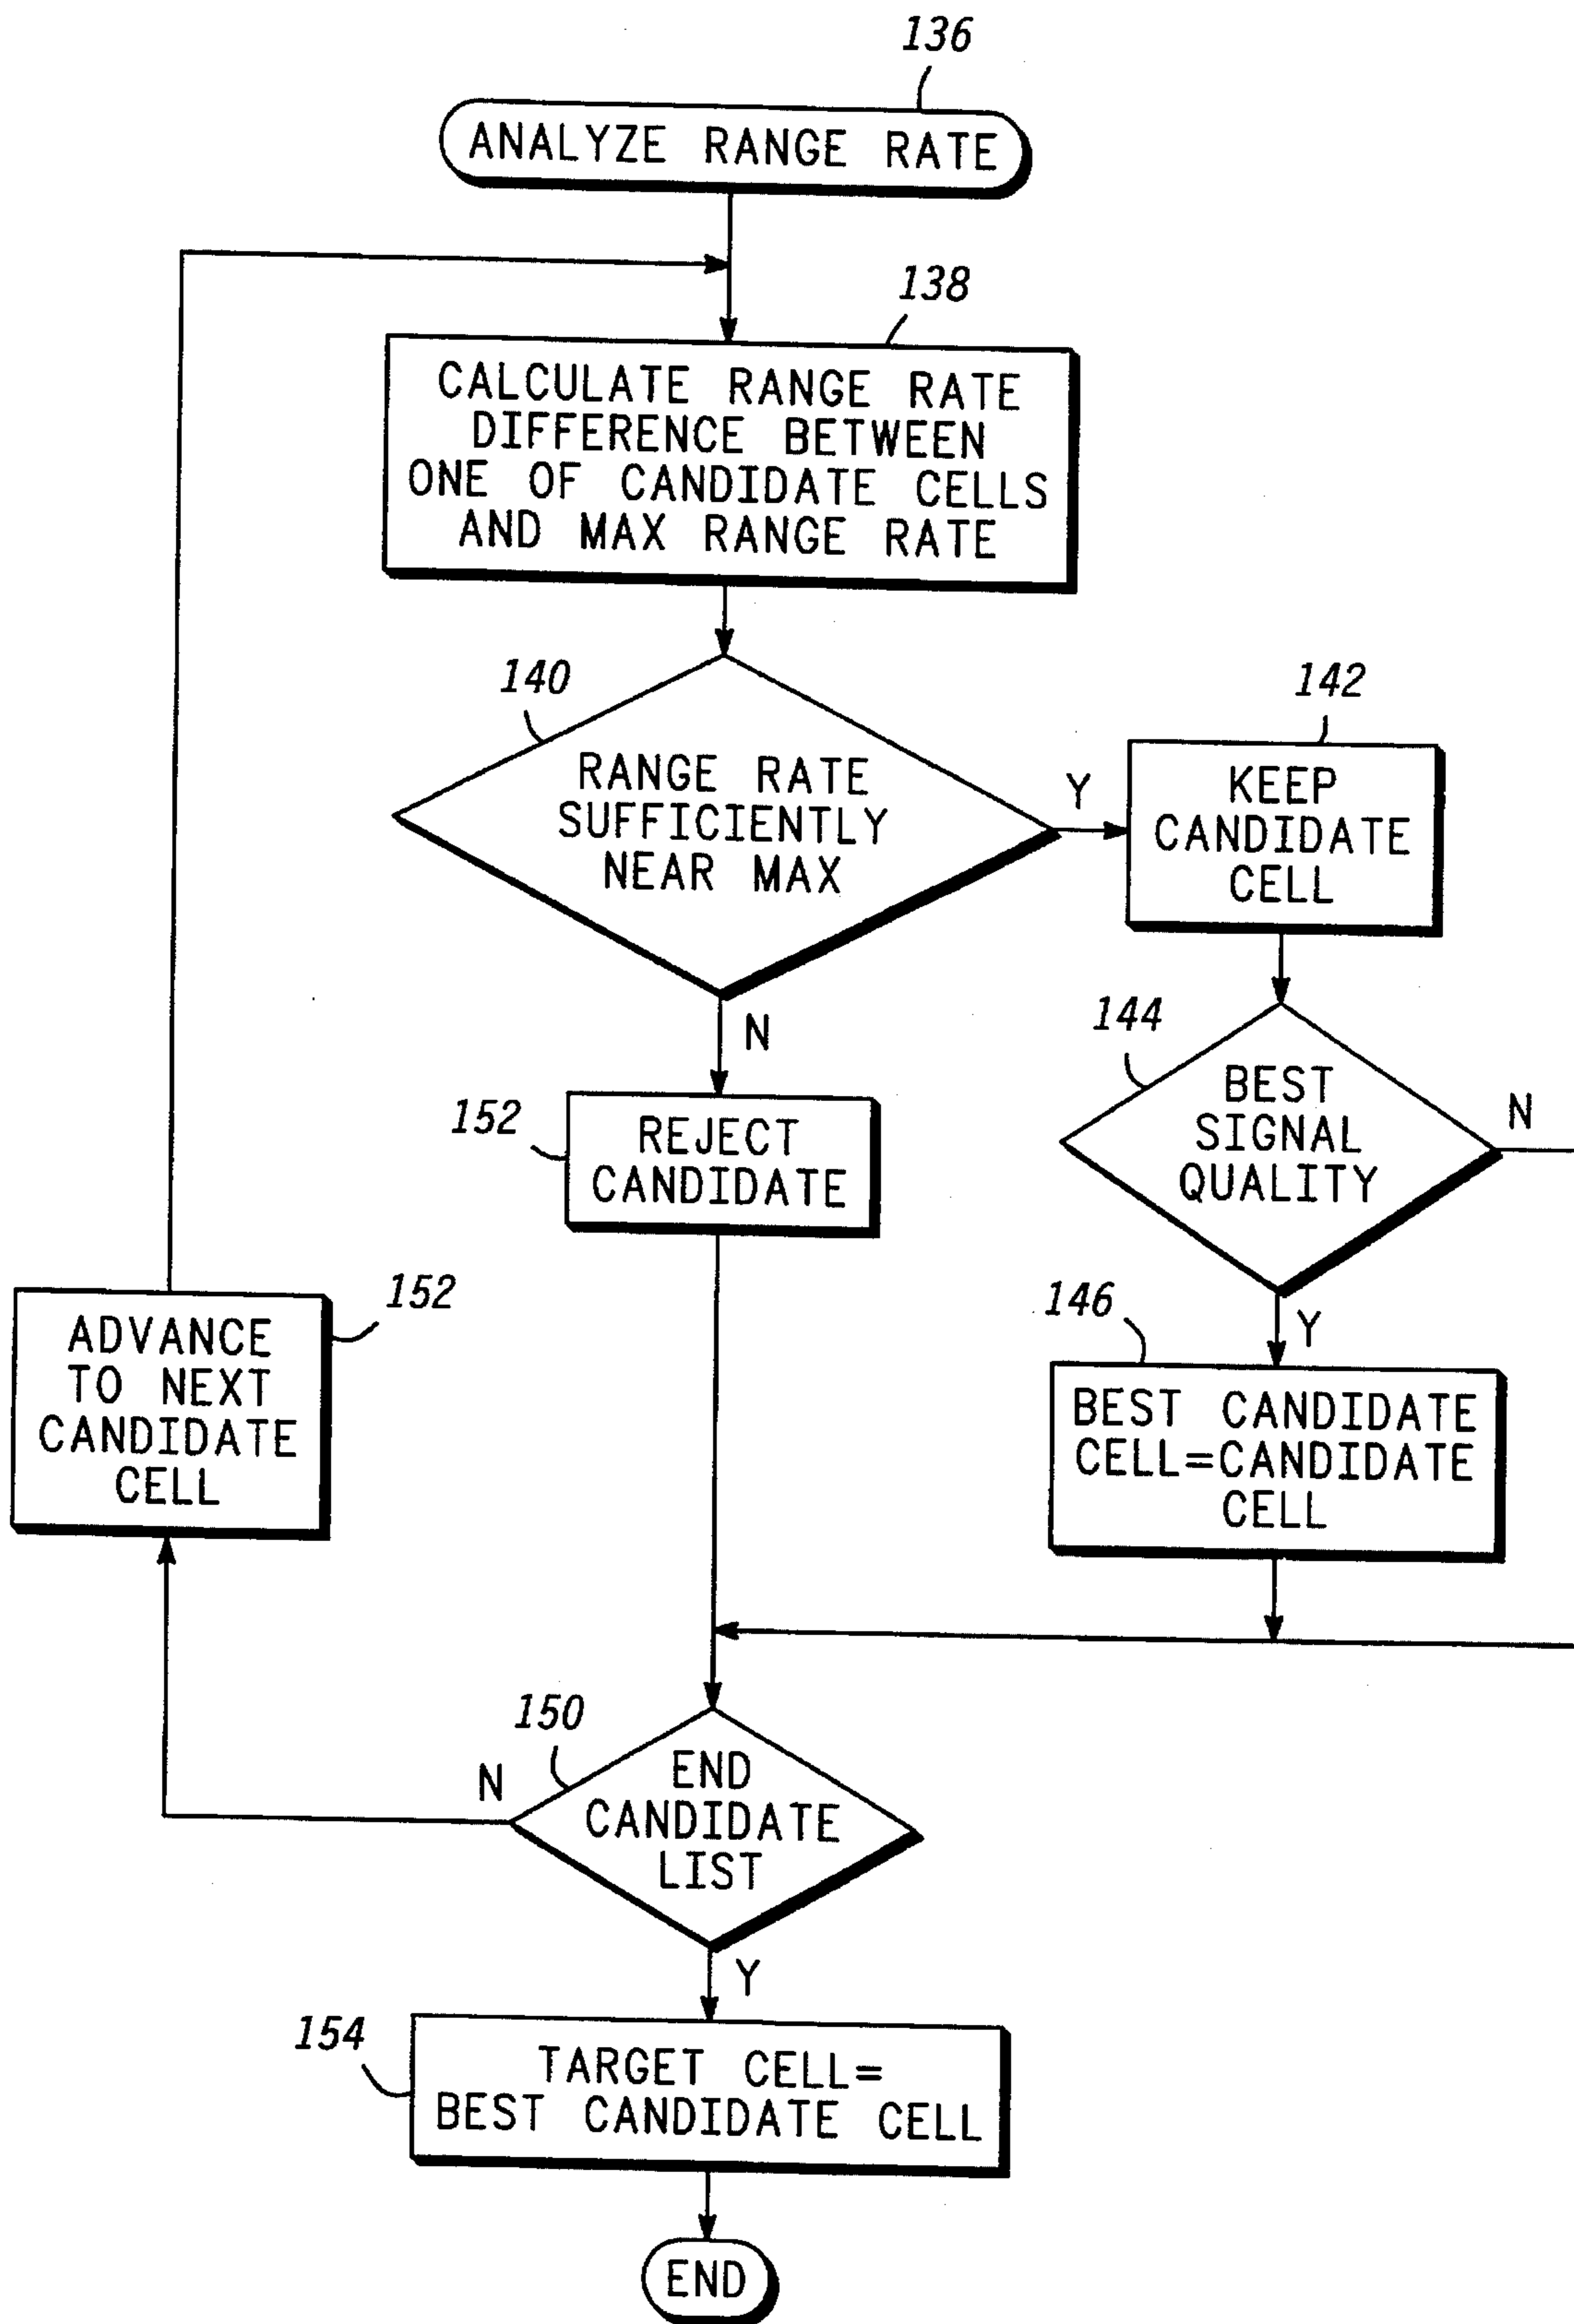 136
ANALYZE RANGE RATE
138
CALCULATE RANGE RATE
DIFFERENCE BETWEEN
ONE OF CANDIDATE CELLS
AND MAX RANGE RATE
140
RANGE RATE
SUFFICIENTLY
NEAR MAX
Y
142
KEEP
CANDIDATE
CELL
N
144
BEST
SIGNAL
QUALITY
N
152
REJECT
CANDIDATE
Y
146
BEST CANDIDATE
CELL=CANDIDATE
CELL
152
ADVANCE
TO NEXT
CANDIDATE
CELL
150
END
CANDIDATE
LIST
N
Y
154
TARGET CELL=
BEST CANDIDATE CELL
END